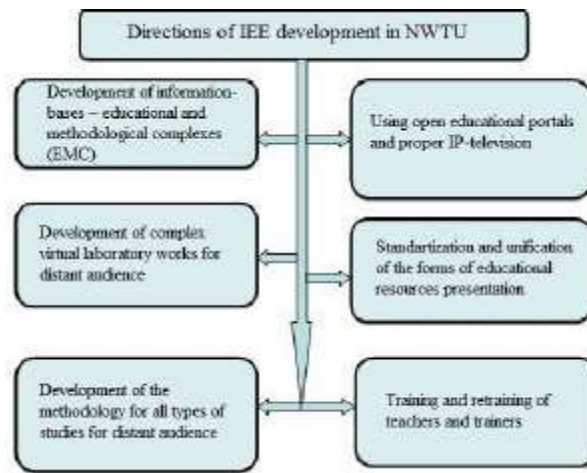 Directions of IEE development in NWTU
Development of information-
bases – educational and
methodological complexes
(EMC)
Using open educational portals
and proper IP-television
Development of complex
virtual laboratory works for
distant audience
Standartization and unification
of the forms of educational
resources presentation
Development of the
methodology for all types of
studies for distant audience
Training and retraining of
teachers and trainers